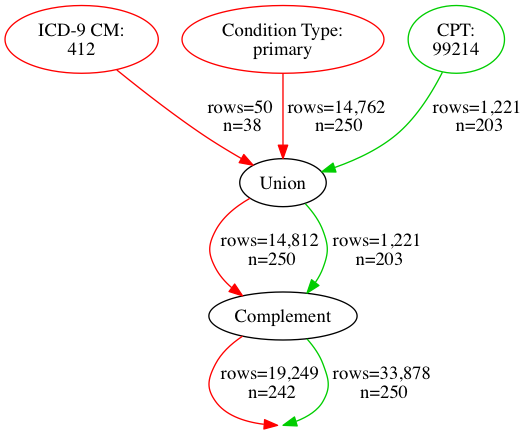 ICD-9 CM:
412
Condition Type:
primary
CPT:
99214
rows=50
n=38
rows=14,762
n=250
rows=1,221
n=203
Union
rows=14,812
n=250
rows=1,221
n=203
Complement
rows=19,249
n=242
rows=33,878
n=250